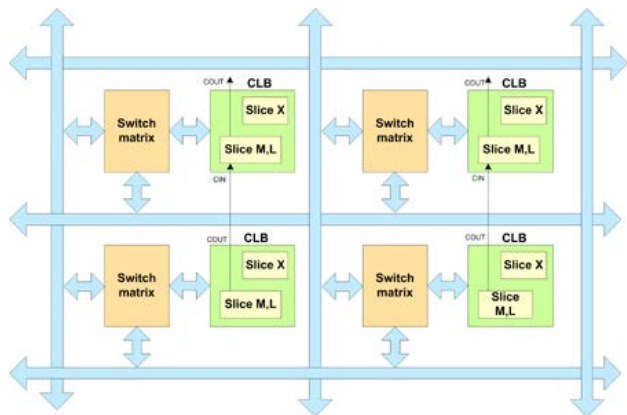 COUT
CLB
Slice X
Switch
matrix
Slice M,L
CIN
COUT
CLB
Slice X
Switch
matrix
Slice M,L
CIN
COUT
CLB
Slice X
Switch
matrix
Slice M,L
COUT
CLB
Slice X
Switch
matrix
Slice
M,L